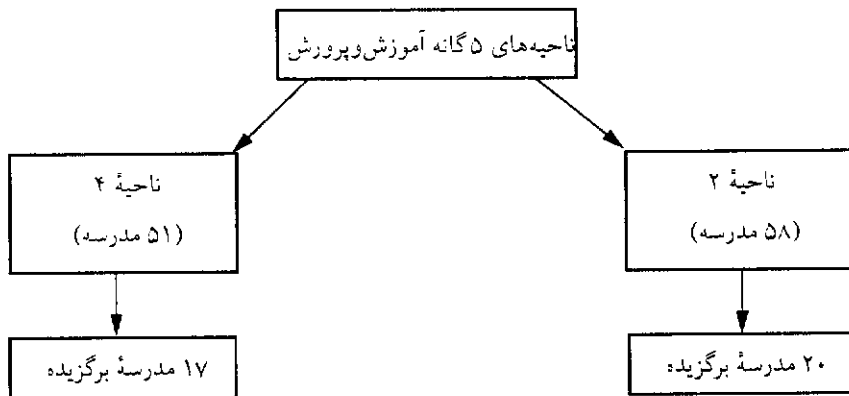 ناحیه‌های ۵ گانه آموزش‌وپرورش
ناحیهٔ ۲
(۵۸ مدرسه)
ناحیهٔ ۴
(۵۱ مدرسه)
۲۰ مدرسهٔ برگزیده
۱۷ مدرسهٔ برگزیده